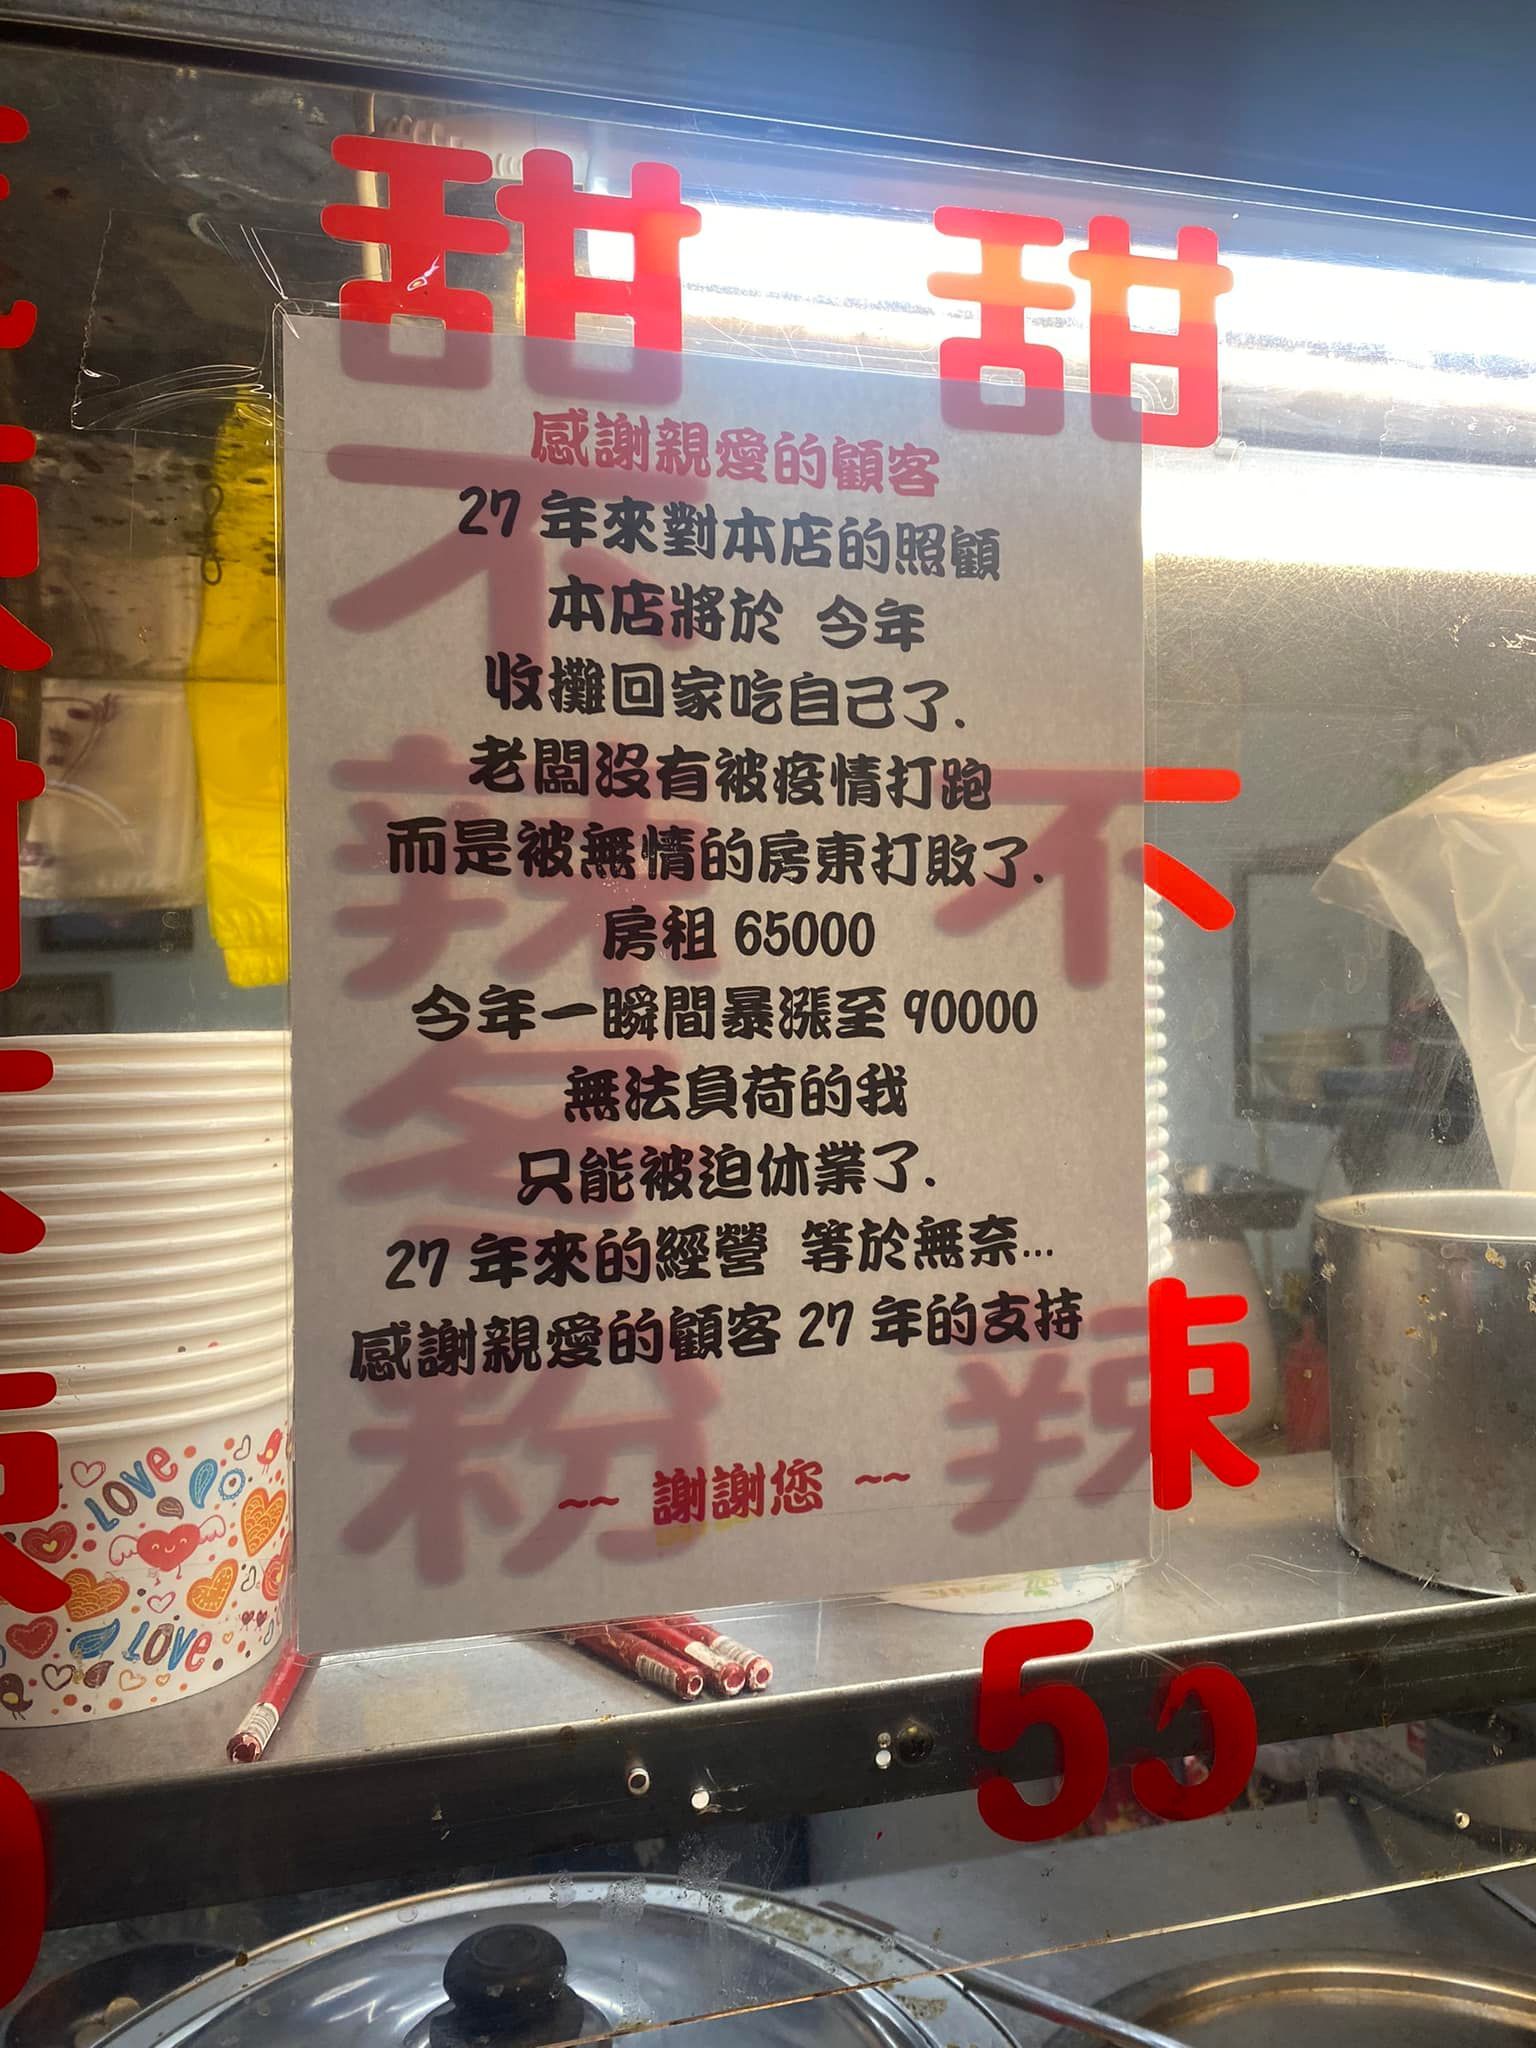 甜
甜
感謝親愛的顧客
27 年來對本店的照顧
本店將於 今年
收攤回家吃自己了.
老闆沒有被疫情打跑
而是被無情的房東打敗了.
房租 65000
今年一瞬間暴漲至 90000
無法負荷的我
只能被迫休業了.
27 年來的經營 等於無奈...
感謝親愛的顧客 27 年的支持
~~ 謝謝您 ~~
不
辣
冬
粉
不
辣
55
LOVE
LOVE